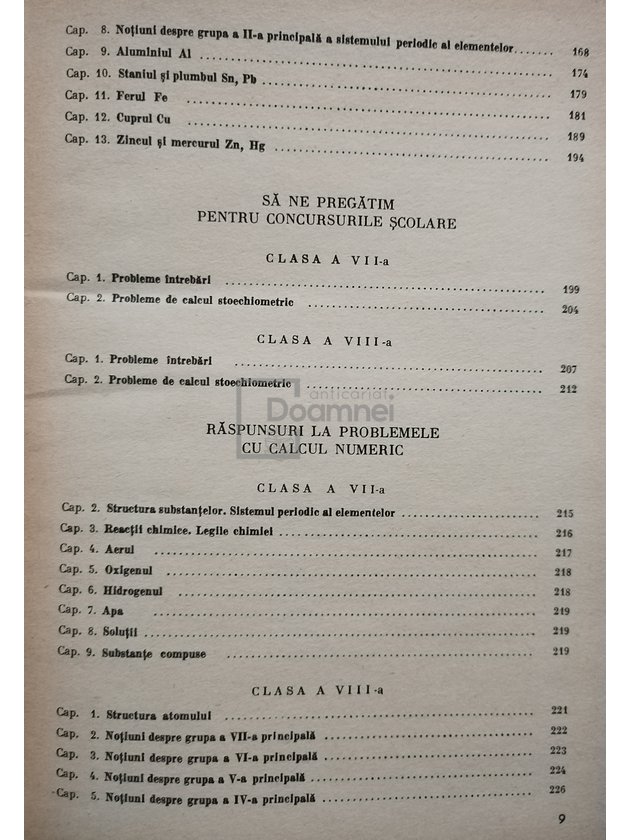 Cap. 8. Noțiuni despre grupa a II-a principală a sistemului periodic al elementelor ........ 168
Cap. 9. Aluminiul Al ........ 174
Cap. 10. Staniul și plumbul Sn, Pb ........ 179
Cap. 11. Ferul Fe ........ 181
Cap. 12. Cuprul Cu ........ 189
Cap. 13. Zincul și mercurul Zn, Hg ........ 194
SĂ NE PREGĂTIM
PENTRU CONCURSURILE ȘCOLARE
CLASA A VII-a
Cap. 1. Probleme întrebări ........ 199
Cap. 2. Probleme de calcul stoechiometric ........ 204
CLASA A VIII-a
Cap. 1. Probleme întrebări ........ 207
Cap. 2. Probleme de calcul stoechiometric ........ 212
anticariat
Doamnei
RĂSPUNSURI LA PROBLEMELE
CU CALCUL NUMERIC
CLASA A VII-a
Cap. 2. Structura substanțelor. Sistemul periodic al elementelor ........ 215
Cap. 3. Reacții chimice. Legile chimiei ........ 216
Cap. 4. Aerul ........ 217
Cap. 5. Oxigenul ........ 218
Cap. 6. Hidrogenul ........ 218
Cap. 7. Apa ........ 219
Cap. 8. Soluții ........ 219
Cap. 9. Substanțe compuse ........ 219
CLASA A VIII-a
Cap. 1. Structura atomului ........ 221
Cap. 2. Noțiuni despre grupa a VII-a principală ........ 222
Cap. 3. Noțiuni despre grupa a VI-a principală ........ 223
Cap. 4. Noțiuni despre grupa a V-a principală ........ 224
Cap. 5. Noțiuni despre grupa a IV-a principală ........ 226
9